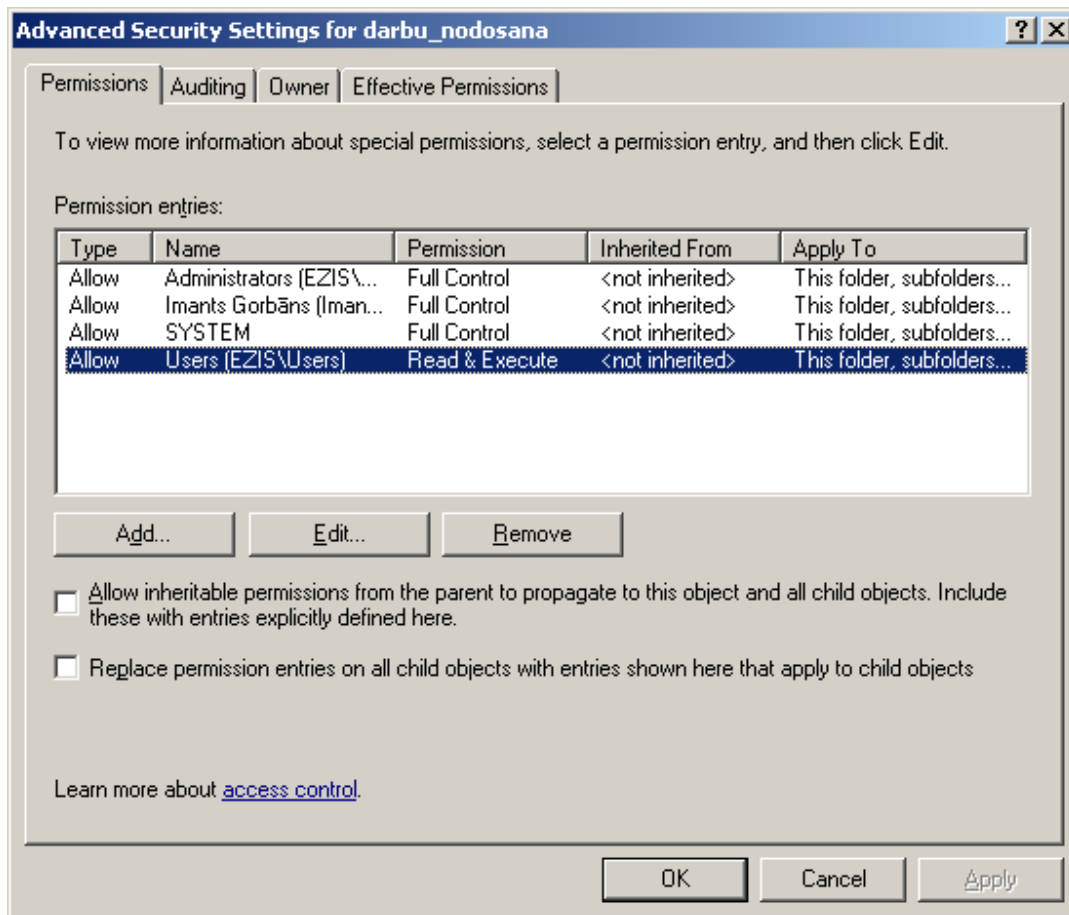 Advanced Security Settings for darbu_nodosana
Permissions Auditing Owner Effective Permissions
To view more information about special permissions, select a permission entry, and then click Edit.
Permission entries:
Type Name Permission Inherited From Apply To
Allow Administrators (EZIS\... Full Control <not inherited> This folder, subfolders...
Allow Imants Gorbāns (Iman... Full Control <not inherited> This folder, subfolders...
Allow SYSTEM Full Control <not inherited> This folder, subfolders...
Allow Users (EZIS\Users) Read & Execute <not inherited> This folder, subfolders...
Add... Edit... Remove
Allow inheritable permissions from the parent to propagate to this object and all child objects. Include
these with entries explicitly defined here.
Replace permission entries on all child objects with entries shown here that apply to child objects
Learn more about access control.
OK Cancel Apply